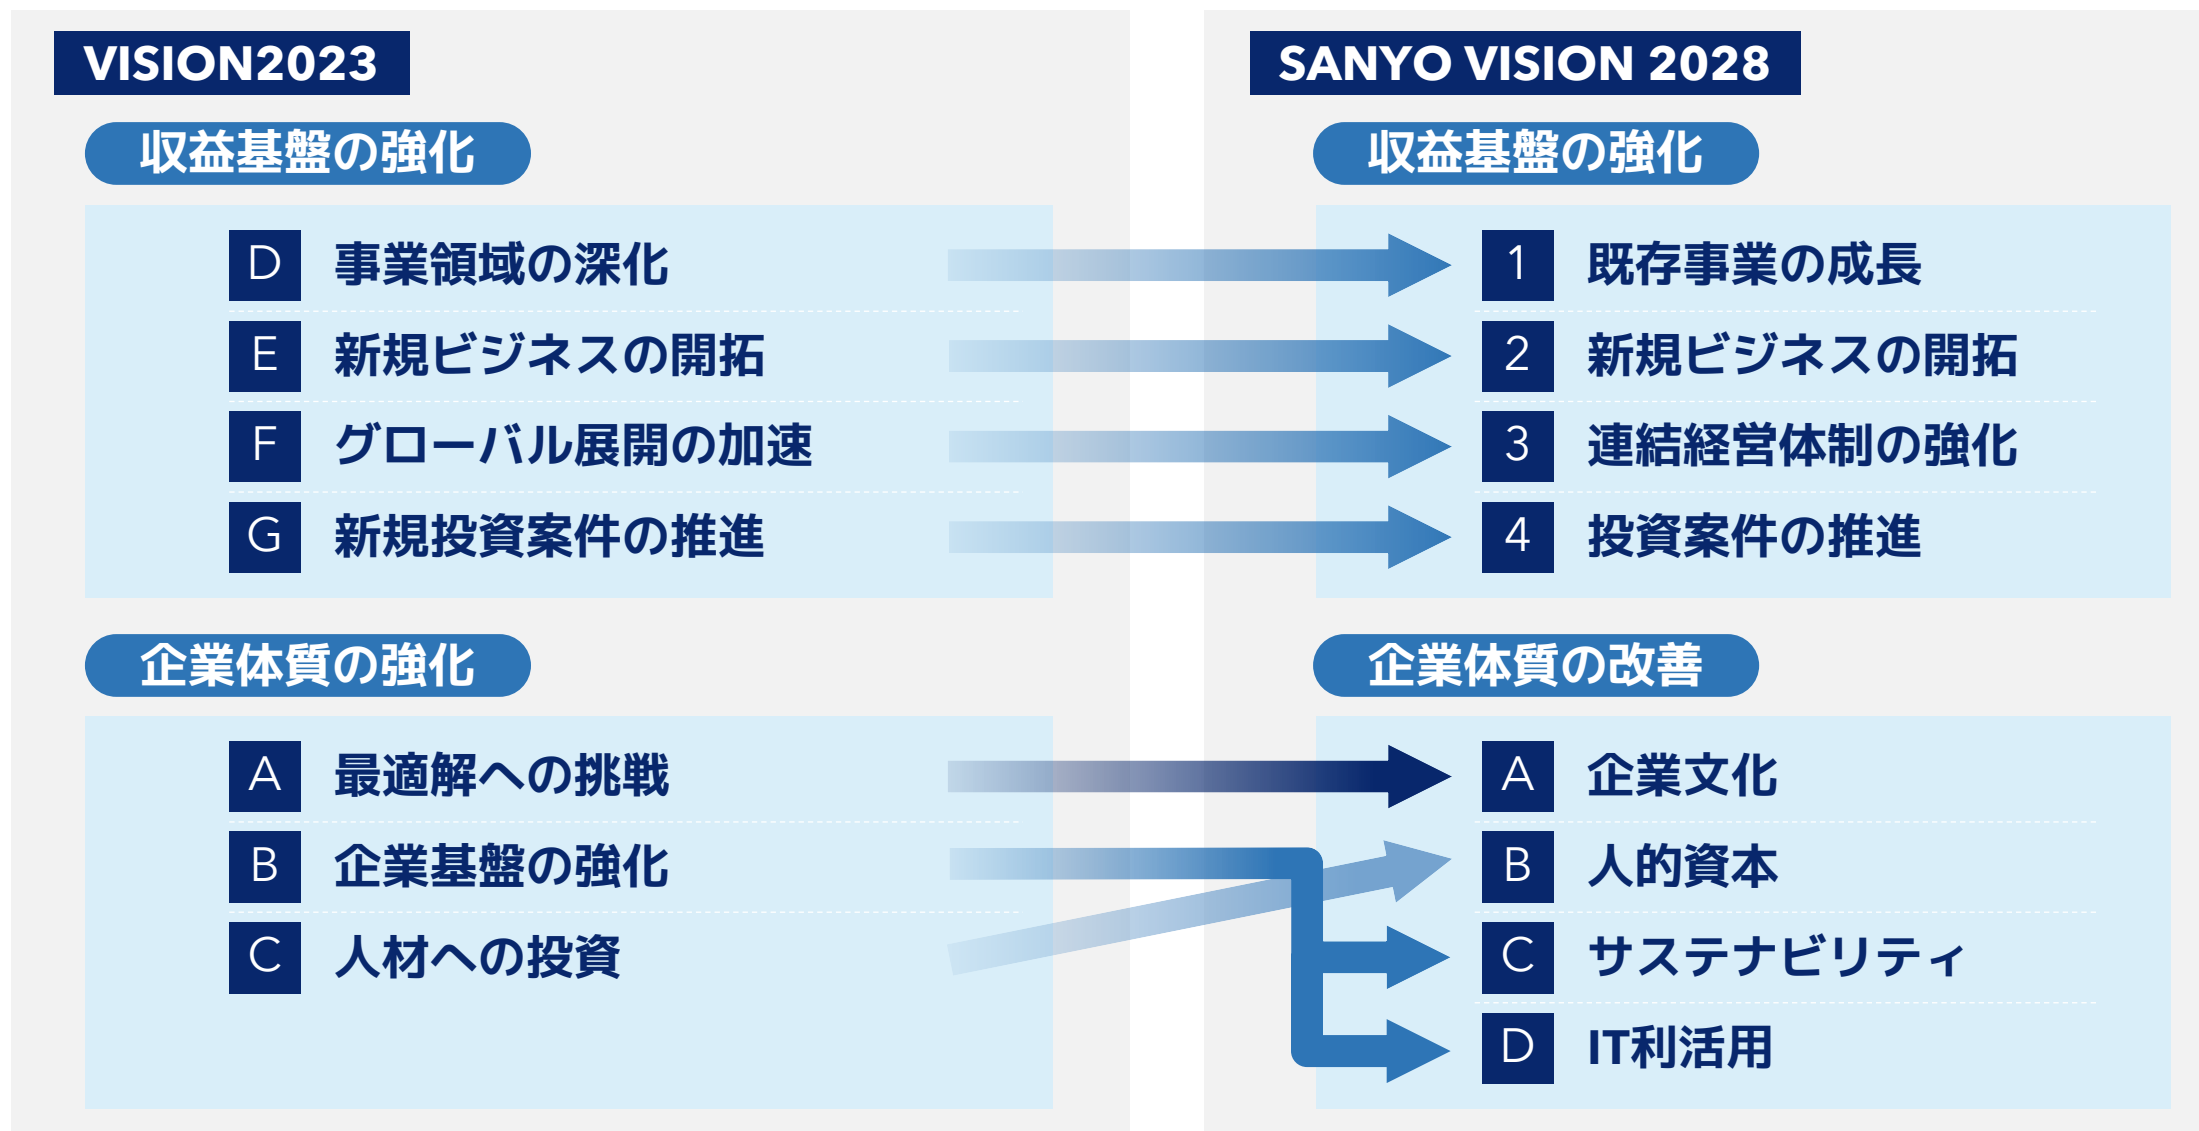 VISION2023
収益基盤の強化
D 事業領域の深化
E 新規ビジネスの開拓
F グローバル展開の加速
G 新規投資案件の推進
企業体質の強化
A 最適解への挑戦
B 企業基盤の強化
C 人材への投資
SANYO VISION 2028
収益基盤の強化
1 既存事業の成長
2 新規ビジネスの開拓
3 連結経営体制の強化
4 投資案件の推進
企業体質の改善
A 企業文化
B 人的資本
C サステナビリティ
D IT利活用